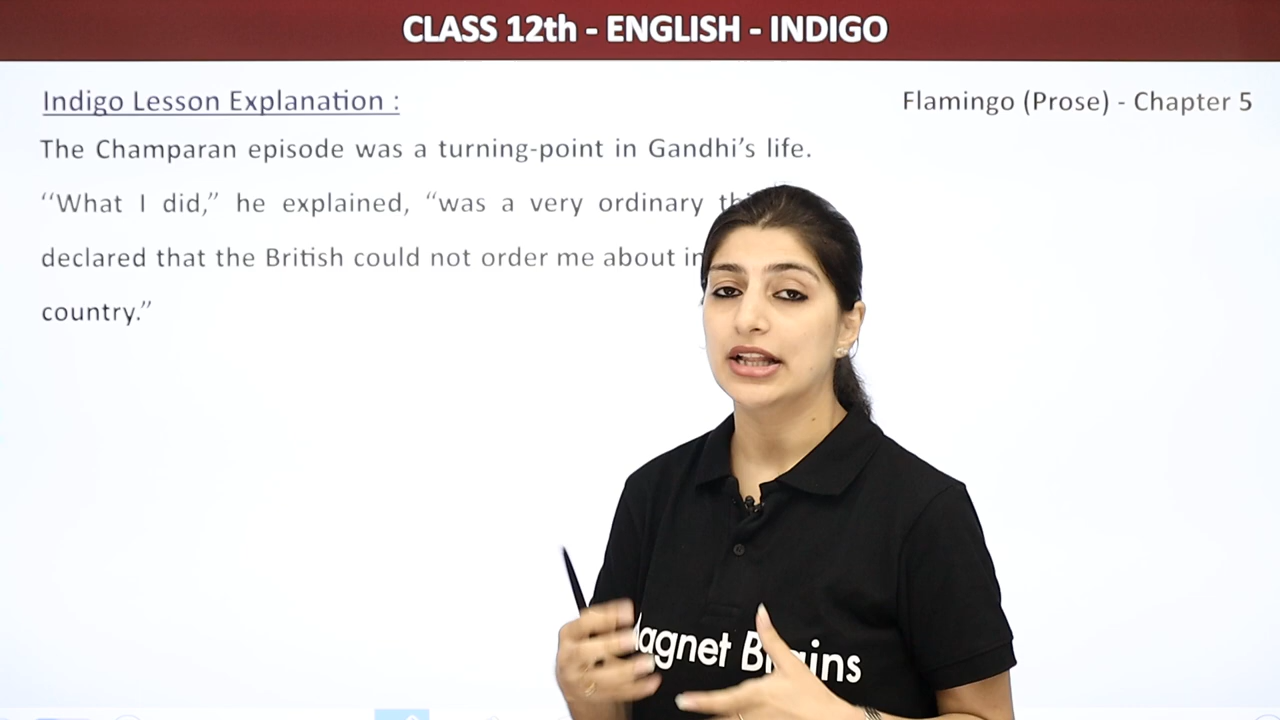 CLASS 12th - ENGLISH - INDIGO
Indigo Lesson Explanation :
Flamingo (Prose) - Chapter 5
The Champaran episode was a turning-point in Gandhi’s life.
‘‘What I did,” he explained, “was a very ordinary
declared that the British could not order me about in
country.”
Magnet Brains